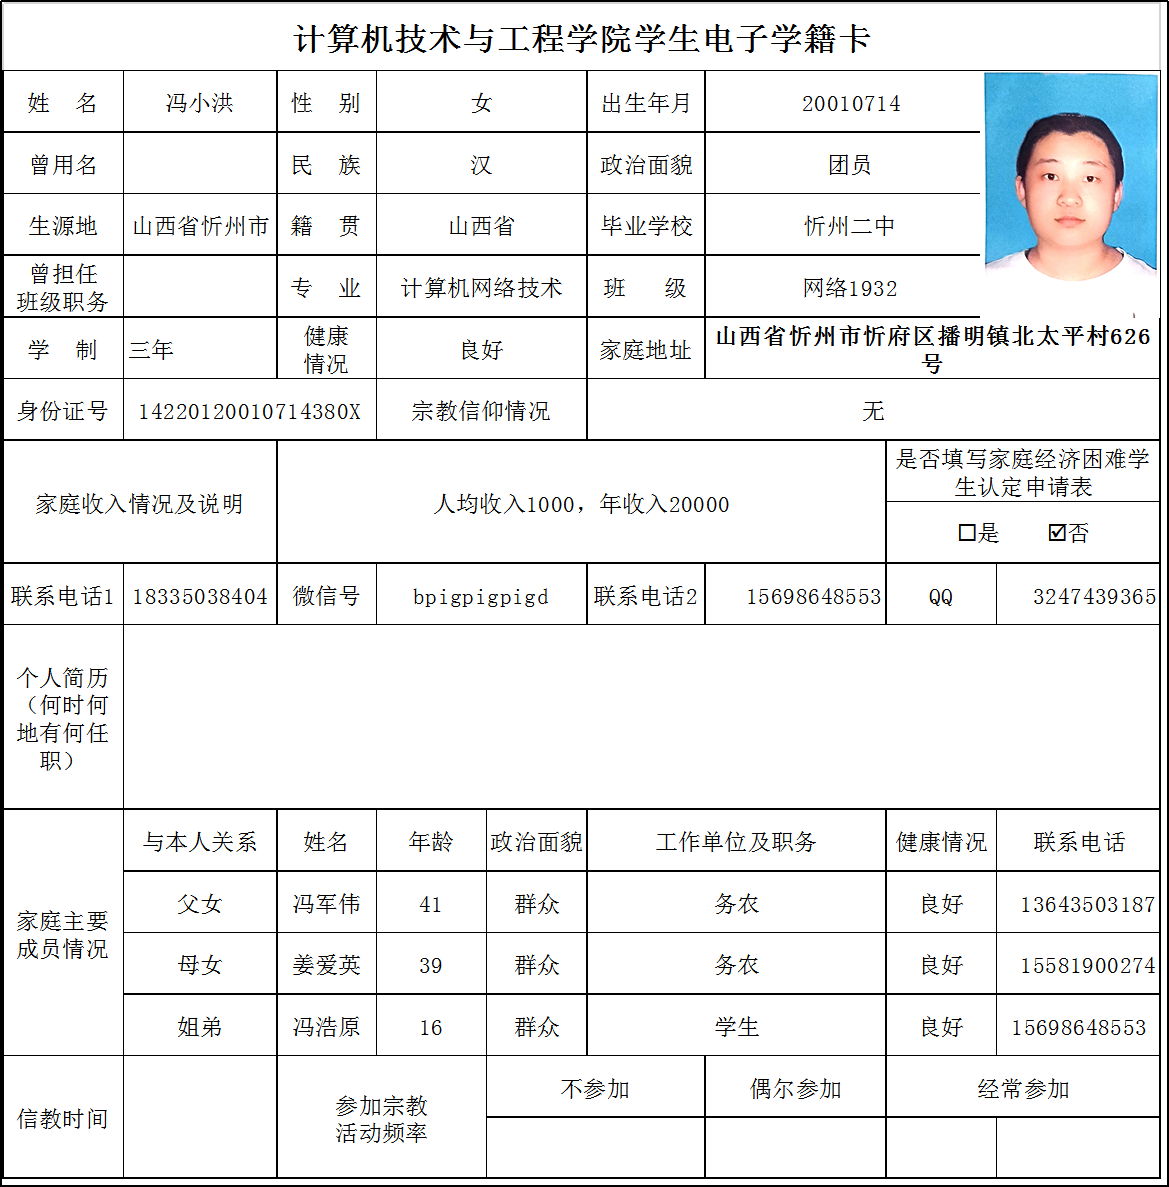 计算机技术与工程学院学生电子学籍卡
姓 名 冯小洪 性 别 女 出生年月 20010714
曾用名 民 族 汉 政治面貌 团员
生源地 山西省忻州市 籍 贯 山西省 毕业学校 忻州二中
曾担任
班级职务 专 业 计算机网络技术 班 级 网络1932
学 制 三年 健康
情况 良好 家庭地址 山西省忻州市忻府区播明镇北太平村626
号
身份证号 14220120010714380X 宗教信仰情况 无
家庭收入情况及说明 人均收入1000，年收入20000 是否填写家庭经济困难学
生认定申请表
☐是 ☑否
联系电话1 18335038404 微信号 bpigpigpigd 联系电话2 15698648553 QQ 3247439365
个人简历
（何时何
地有何任
职）
家庭主要
成员情况
与本人关系 姓名 年龄 政治面貌 工作单位及职务 健康情况 联系电话
父女 冯军伟 41 群众 务农 良好 13643503187
母女 姜爱英 39 群众 务农 良好 15581900274
姐弟 冯浩原 16 群众 学生 良好 15698648553
信教时间 参加宗教
活动频率 不参加 偶尔参加 经常参加